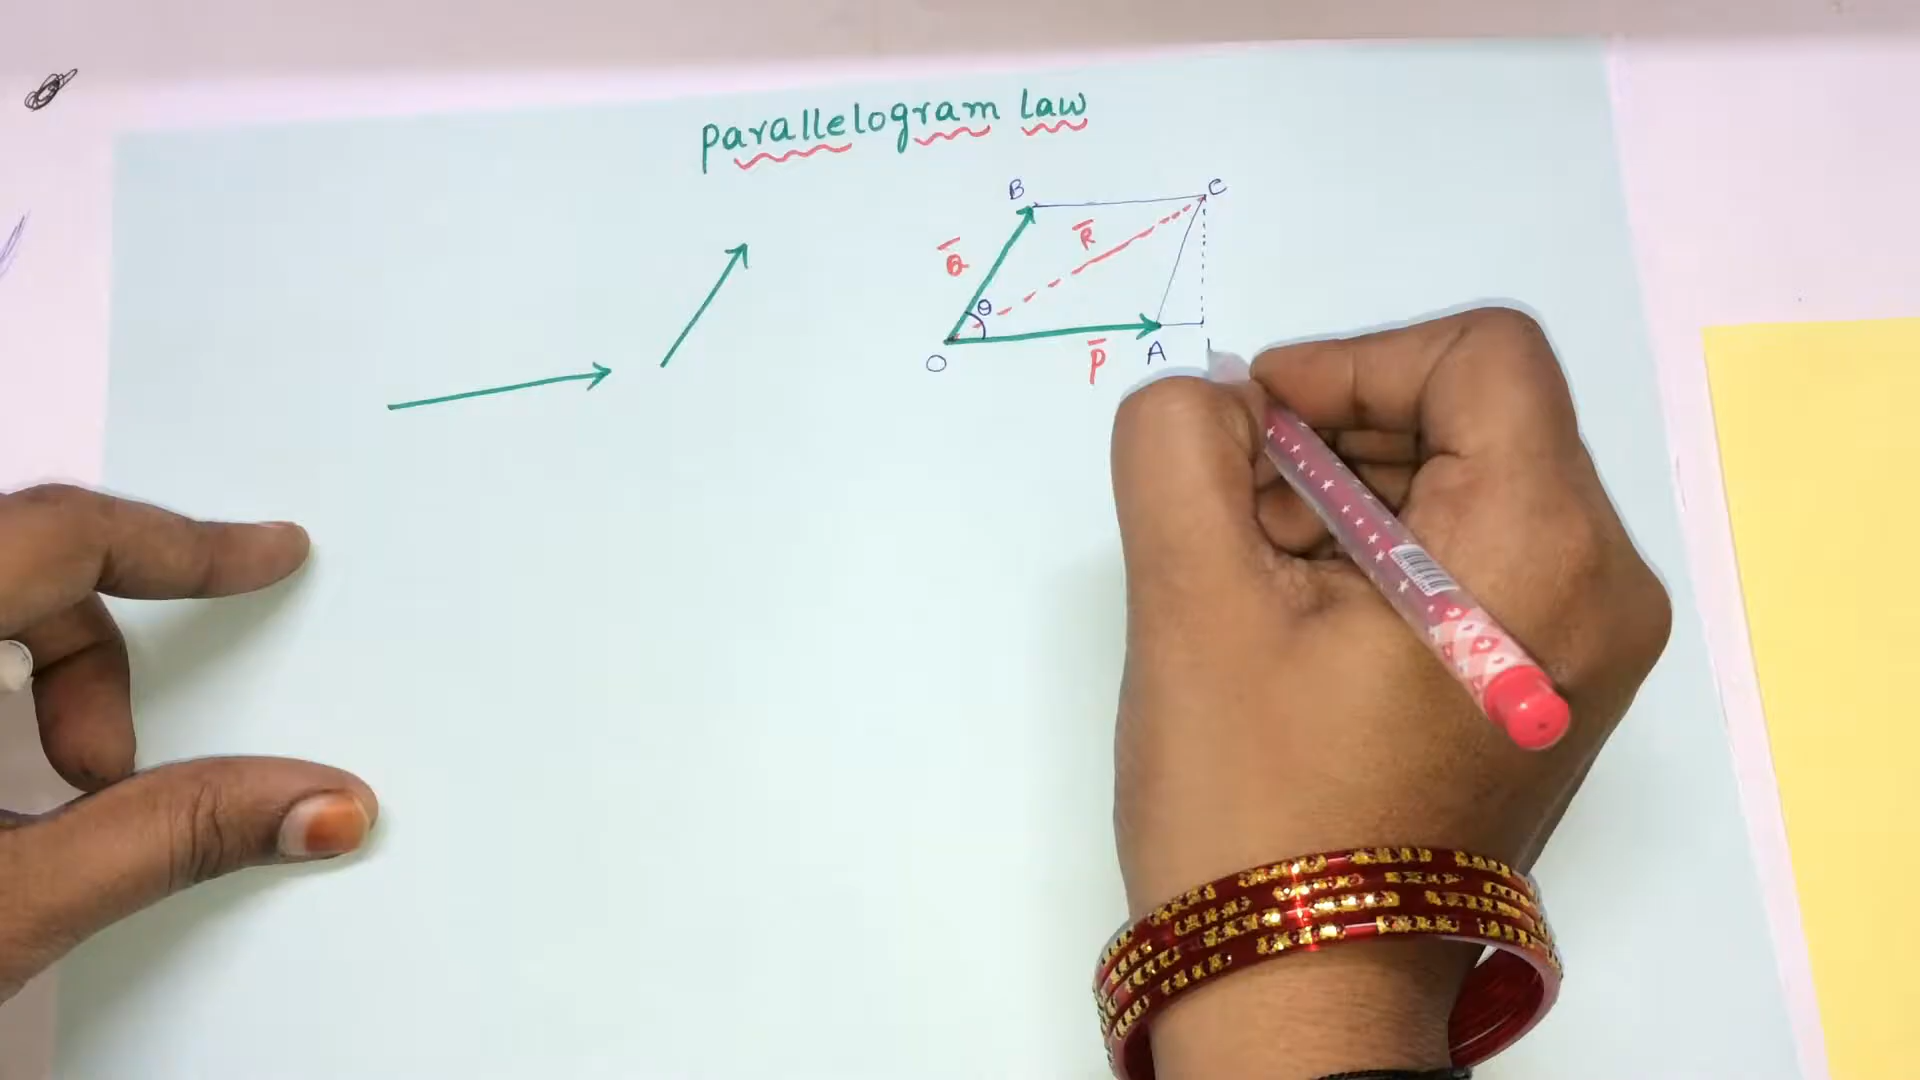 parallelogram law
B C
Q̅ R̅
θ
O P̅ A